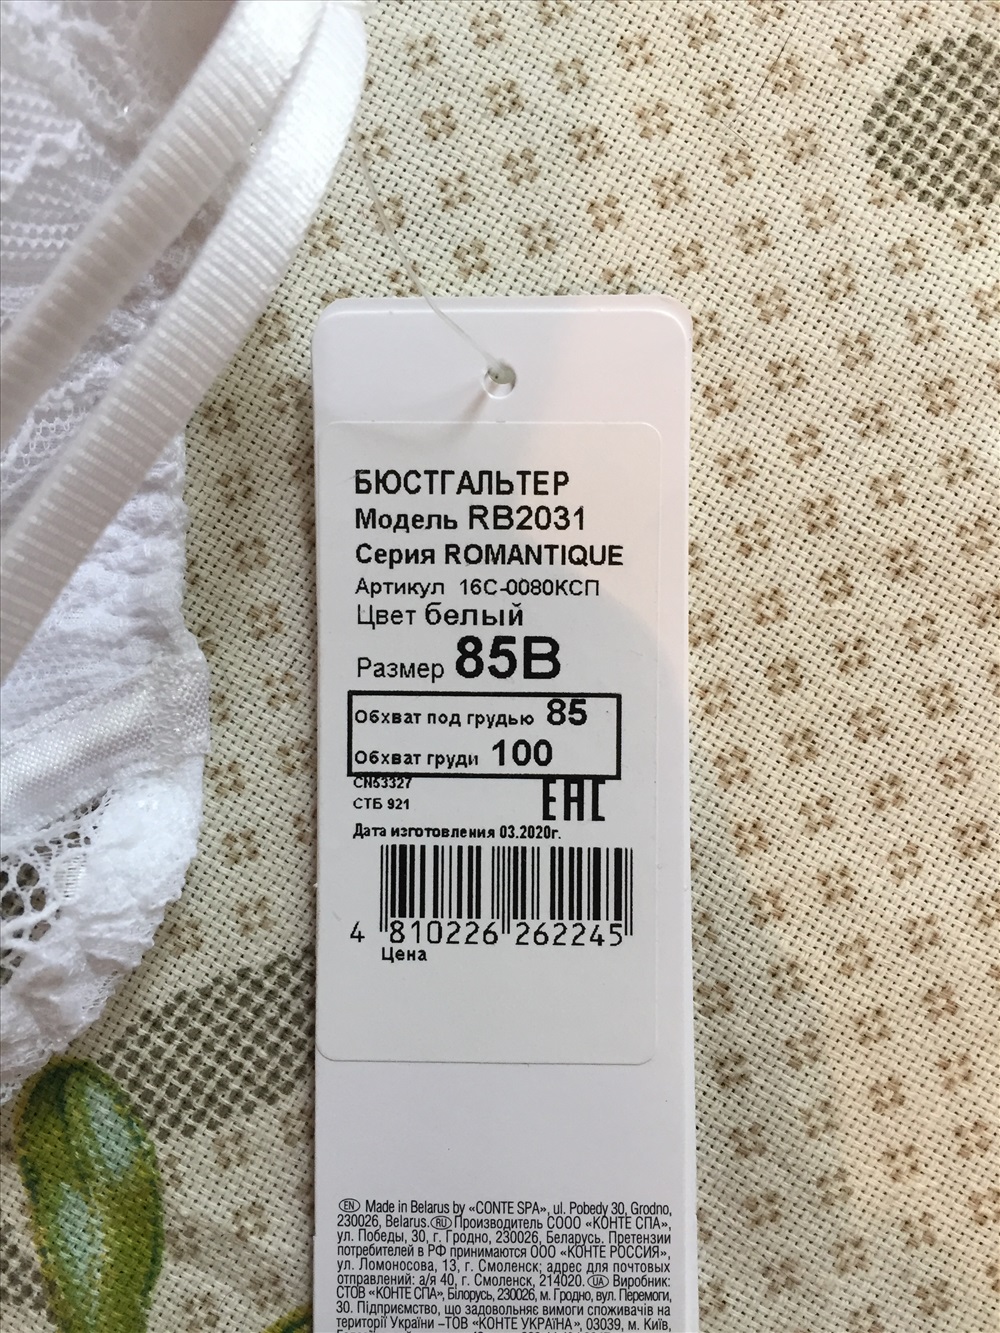 БЮСТГАЛЬТЕР
Модель RB2031
Серия ROMANTIQUE
Артикул 16С-0080КСП
Цвет белый
Размер 85B
Обхват под грудью 85
Обхват груди 100
CN53327
СТБ 921
EAC
Дата изготовления 03.2020г.
4 810226 262245
Цена
EN Made in Belarus by «CONTE SPA», ul. Pobedy 30, Grodno,
230026, Belarus. RU Производитель СООО «КОНТЕ СПА»,
ул. Победы, 30, г. Гродно, 230026, Беларусь. Претензии
потребителей в РФ принимаются ООО «КОНТЕ РОССИЯ»,
ул. Ломоносова, 13, г. Смоленск; адрес для почтовых
отправлений: а/я 40, г. Смоленск, 214020. UA Виробник:
СТОВ «КОНТЕ СПА», Білорусь, 230026, м. Гродно, вул. Перемоги,
30. Підприємство, що задовольняє вимоги споживачів на
території України –ТОВ «КОНТЕ УКРАЇНА», 03039, м. Київ,